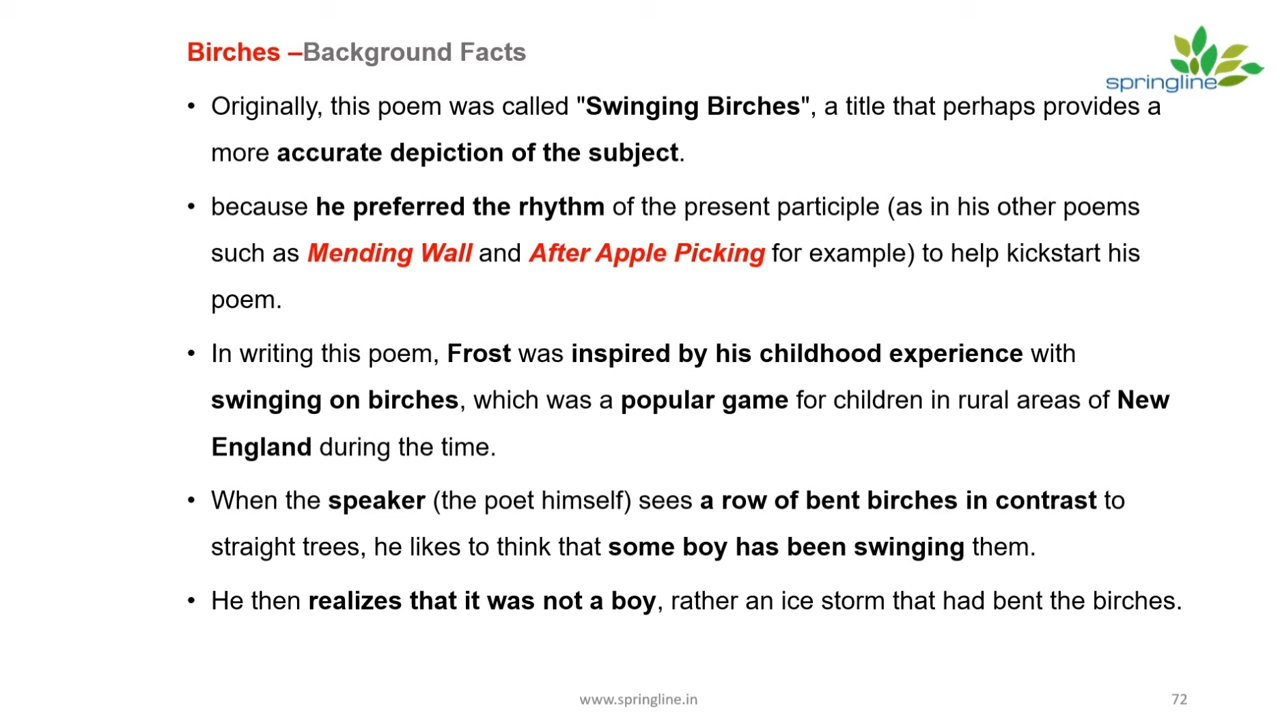 Birches –Background Facts
springline
• Originally, this poem was called "Swinging Birches", a title that perhaps provides a
more accurate depiction of the subject.
• because he preferred the rhythm of the present participle (as in his other poems
such as Mending Wall and After Apple Picking for example) to help kickstart his
poem.
• In writing this poem, Frost was inspired by his childhood experience with
swinging on birches, which was a popular game for children in rural areas of New
England during the time.
• When the speaker (the poet himself) sees a row of bent birches in contrast to
straight trees, he likes to think that some boy has been swinging them.
• He then realizes that it was not a boy, rather an ice storm that had bent the birches.
www.springline.in
72